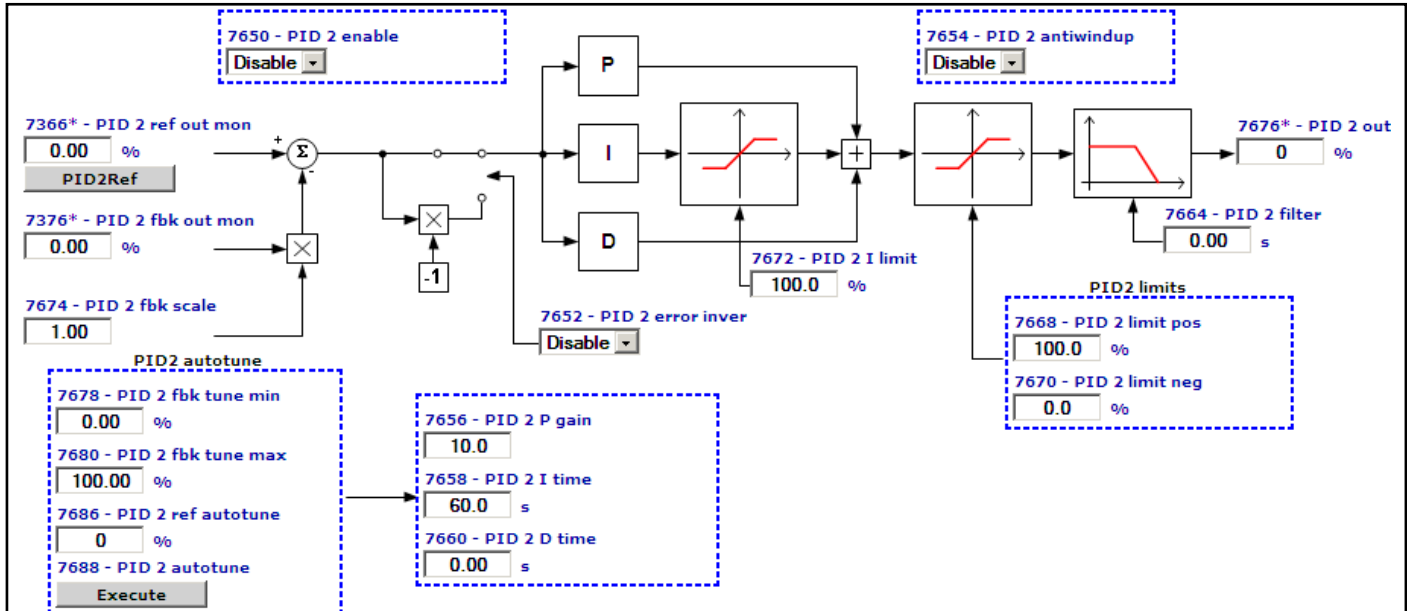 7650 - PID 2 enable
Disable
7654 - PID 2 antiwindup
Disable
P
7366* - PID 2 ref out mon
0.00 %
PID2Ref
+
Σ
-
I
+
7676* - PID 2 out
0 %
7376* - PID 2 fbk out mon
0.00 %
×
×
-1
D
7664 - PID 2 filter
0.00 s
7672 - PID 2 I limit
100.0 %
7674 - PID 2 fbk scale
1.00
7652 - PID 2 error inver
Disable
PID2 limits
7668 - PID 2 limit pos
100.0 %
7670 - PID 2 limit neg
0.0 %
PID2 autotune
7678 - PID 2 fbk tune min
0.00 %
7680 - PID 2 fbk tune max
100.00 %
7686 - PID 2 ref autotune
0 %
7688 - PID 2 autotune
Execute
7656 - PID 2 P gain
10.0
7658 - PID 2 I time
60.0 s
7660 - PID 2 D time
0.00 s